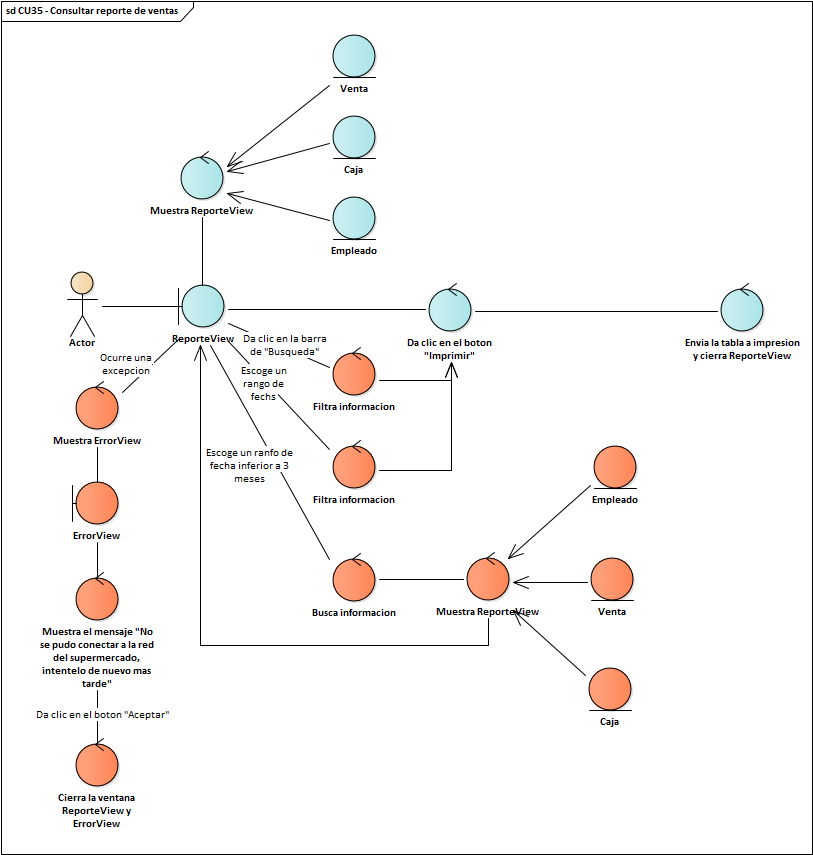 sd CU35 - Consultar reporte de ventas
Venta
Caja
Muestra ReporteView
Empleado
Actor
ReporteView
Da clic en la barra
de "Busqueda"
Da clic en el boton
"Imprimir"
Envia la tabla a impresion
y cierra ReporteView
Ocurre una
excepcion
Escoge un
rango de
fechs
Filtra informacion
Muestra ErrorView
Escoge un ranfo de
fecha inferior a 3
meses
Filtra informacion
Empleado
ErrorView
Busca informacion
Muestra ReporteView
Venta
Muestra el mensaje "No
se pudo conectar a la red
del supermercado,
intentelo de nuevo mas
tarde"
Caja
Da clic en el boton "Aceptar"
Cierra la ventana
ReporteView y
ErrorView